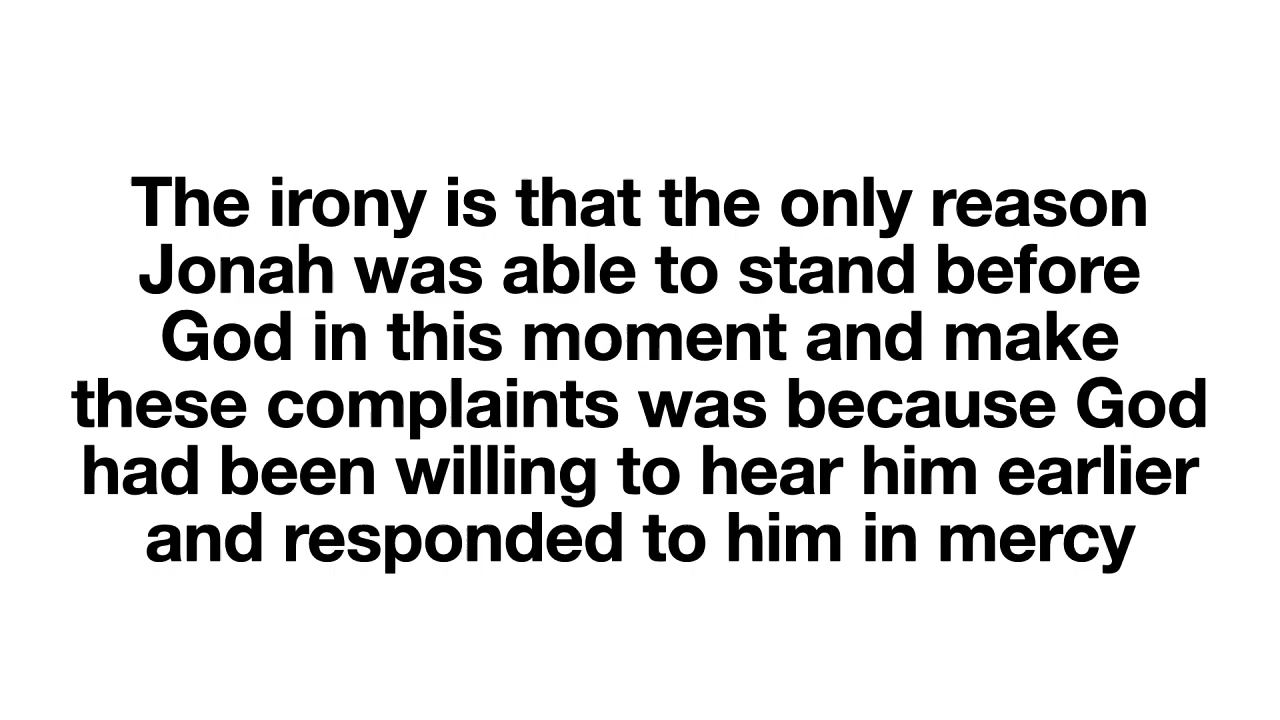 The irony is that the only reason
Jonah was able to stand before
God in this moment and make
these complaints was because God
had been willing to hear him earlier
and responded to him in mercy